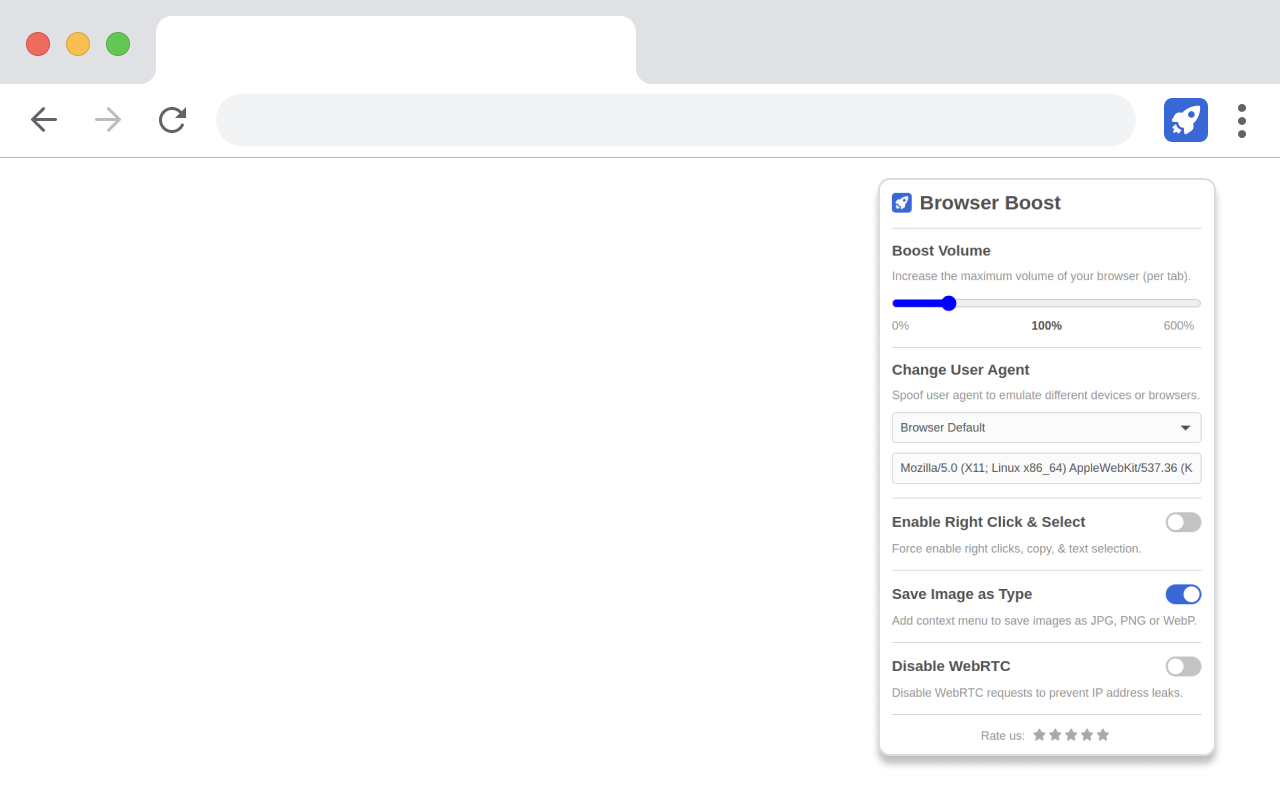 Browser Boost
Boost Volume
Increase the maximum volume of your browser (per tab).
0% 100% 600%
Change User Agent
Spoof user agent to emulate different devices or browsers.
Browser Default
Mozilla/5.0 (X11; Linux x86_64) AppleWebKit/537.36 (K
Enable Right Click & Select
Force enable right clicks, copy, & text selection.
Save Image as Type
Add context menu to save images as JPG, PNG or WebP.
Disable WebRTC
Disable WebRTC requests to prevent IP address leaks.
Rate us: